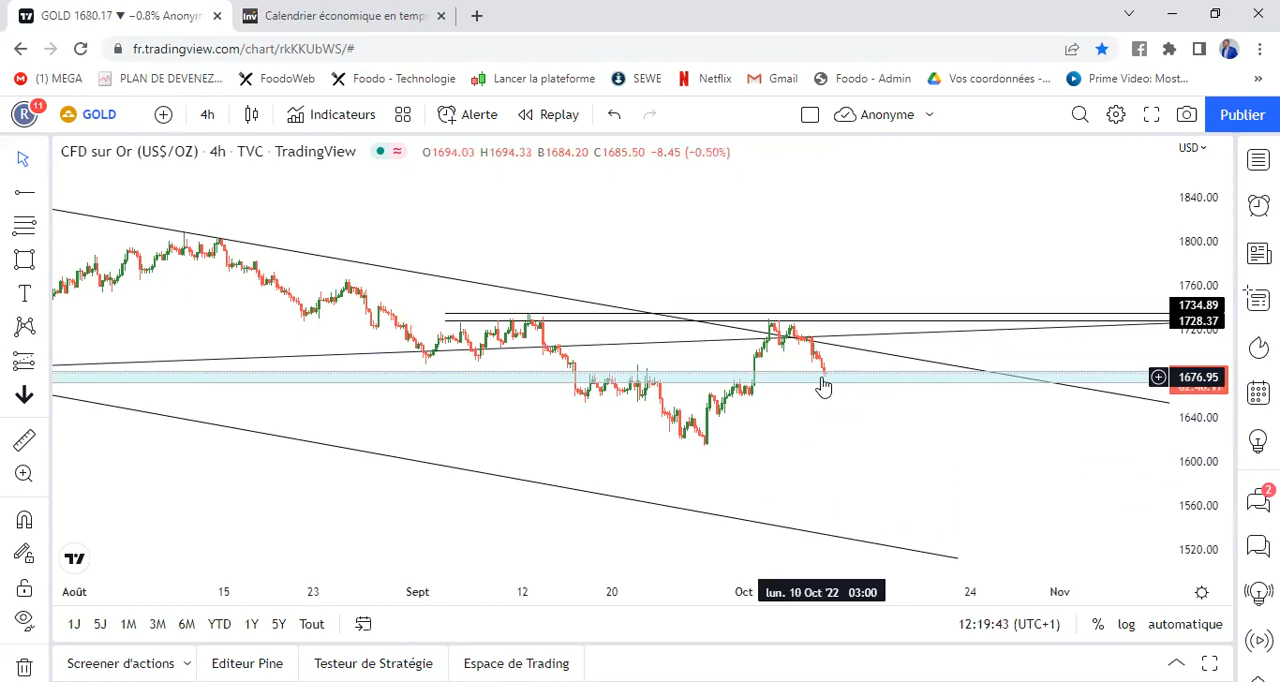 GOLD 1680.17 ▼ −0.8% Anonym
Calendrier économique en temps
fr.tradingview.com/chart/rkKKUbWS/#
(1) MEGA
PLAN DE DEVENEZ...
FoodoWeb
Foodo - Technologie
Lancer la plateforme
SEWE
Netflix
Gmail
Foodo - Admin
Vos coordonnées -...
Prime Video: Most...
»
R
11
GOLD
4h
Indicateurs
Alerte
Replay
Anonyme
Publier
CFD sur Or (US$/OZ) · 4h · TVC · TradingView
O1694.03 H1694.33 B1684.20 C1685.50 −8.45 (−0.50%)
USD
1840.00
1800.00
1760.00
1734.89
1728.37
1720.00
1676.95
1640.00
1600.00
1560.00
1520.00
Août
15
23
Sept
12
20
Oct
lun. 10 Oct '22 03:00
24
Nov
1J
5J
1M
3M
6M
YTD
1Y
5Y
Tout
12:19:43 (UTC+1)
%
log
automatique
Screener d'actions
Editeur Pine
Testeur de Stratégie
Espace de Trading
2